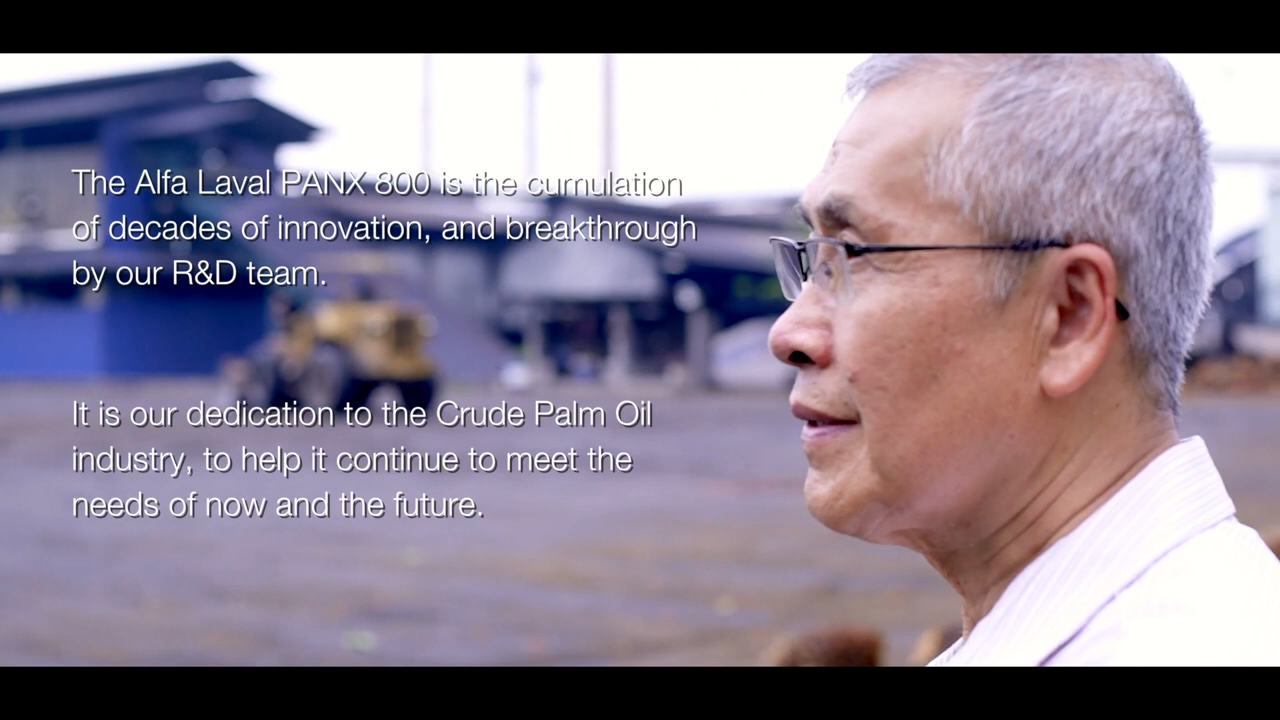 The Alfa Laval PANX 800 is the cumulation
of decades of innovation, and breakthrough
by our R&D team.
It is our dedication to the Crude Palm Oil
industry, to help it continue to meet the
needs of now and the future.